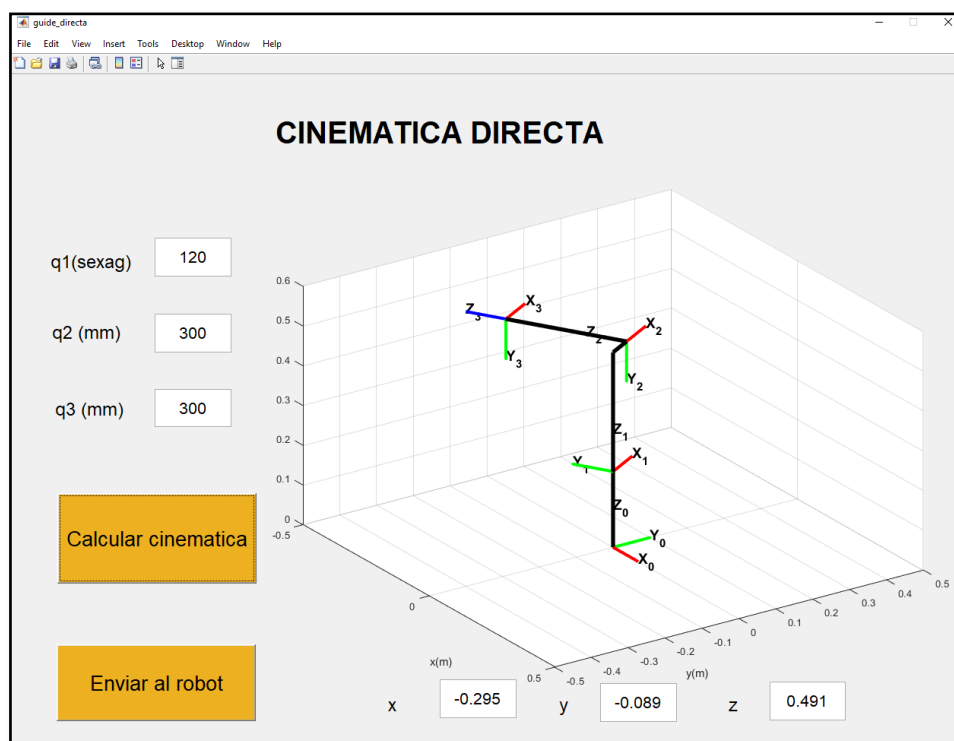 guide_directa
File Edit View Insert Tools Desktop Window Help
CINEMATICA DIRECTA
q1(sexag) 120
q2 (mm) 300
q3 (mm) 300
Calcular cinematica
Enviar al robot
0.6
0.5
0.4
0.3
0.2
0.1
0
-0.5
0
0.5
x(m)
-0.5
-0.4
-0.3
-0.2
-0.1
0
0.1
0.2
0.3
0.4
0.5
y(m)
Z3
X3
Y3
Z2
X2
Y2
Z1
X1
Y1
Z0
Y0
X0
x -0.295 y -0.089 z 0.491